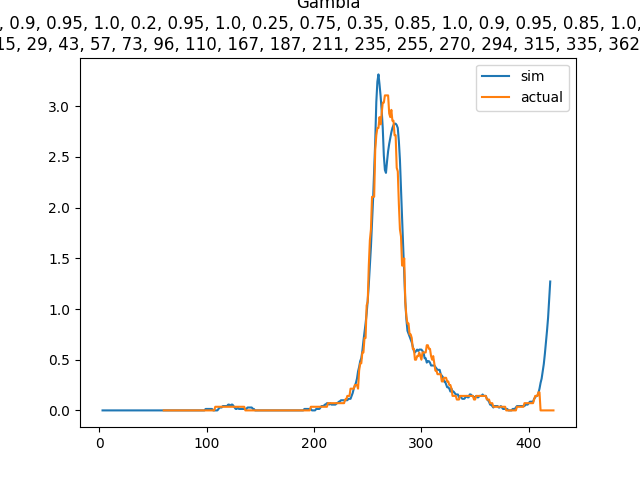 Gambia
, 0.9, 0.95, 1.0, 0.2, 0.95, 1.0, 0.25, 0.75, 0.35, 0.85, 1.0, 0.9, 0.95, 0.85, 1.0,
15, 29, 43, 57, 73, 96, 110, 167, 187, 211, 235, 255, 270, 294, 315, 335, 362
sim
actual
3.0
2.5
2.0
1.5
1.0
0.5
0.0
0 100 200 300 400